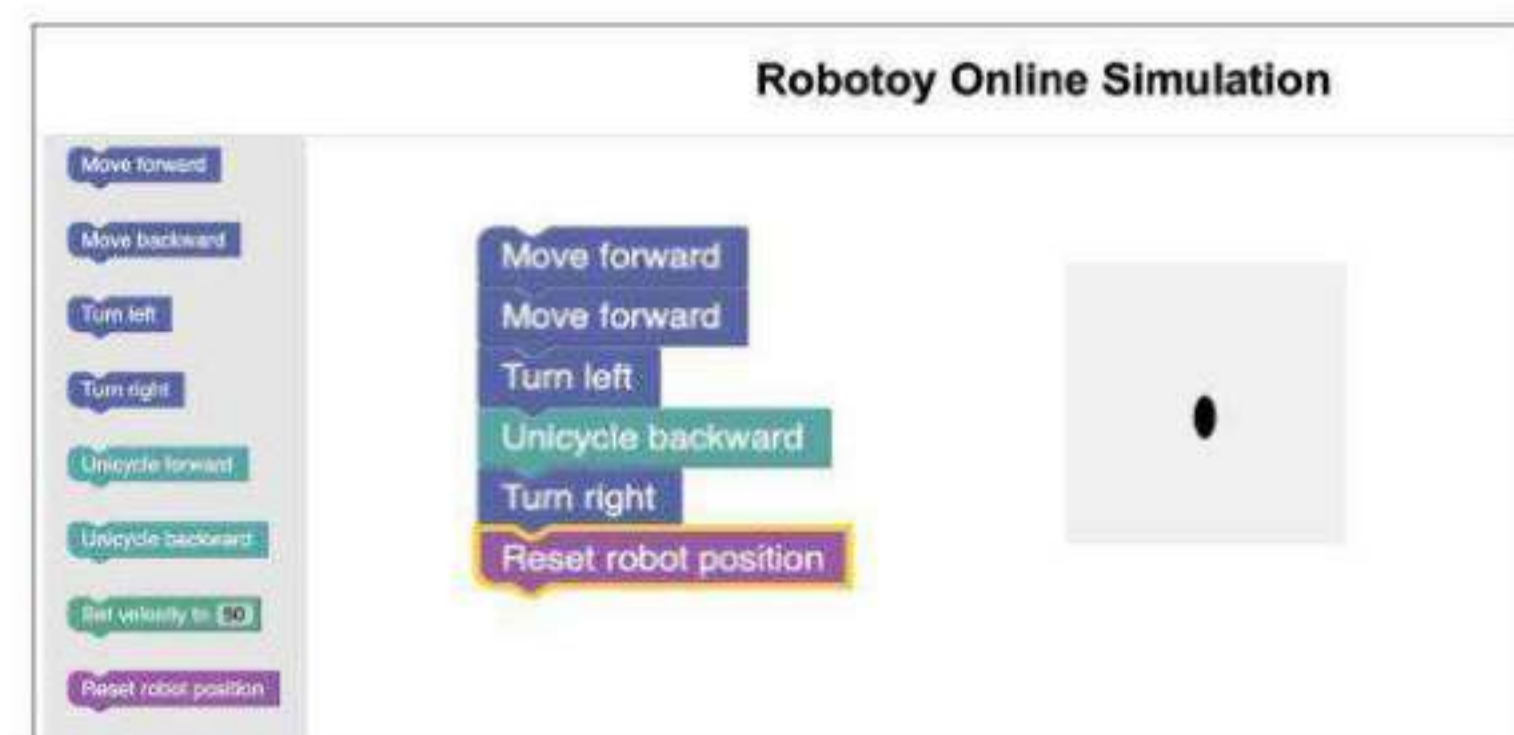 Robotoy Online Simulation
Move forward
Move backward
Turn left
Turn right
Unicycle forward
Unicycle backward
Set velocity to 50
Reset robot position
Move forward
Move forward
Turn left
Unicycle backward
Turn right
Reset robot position